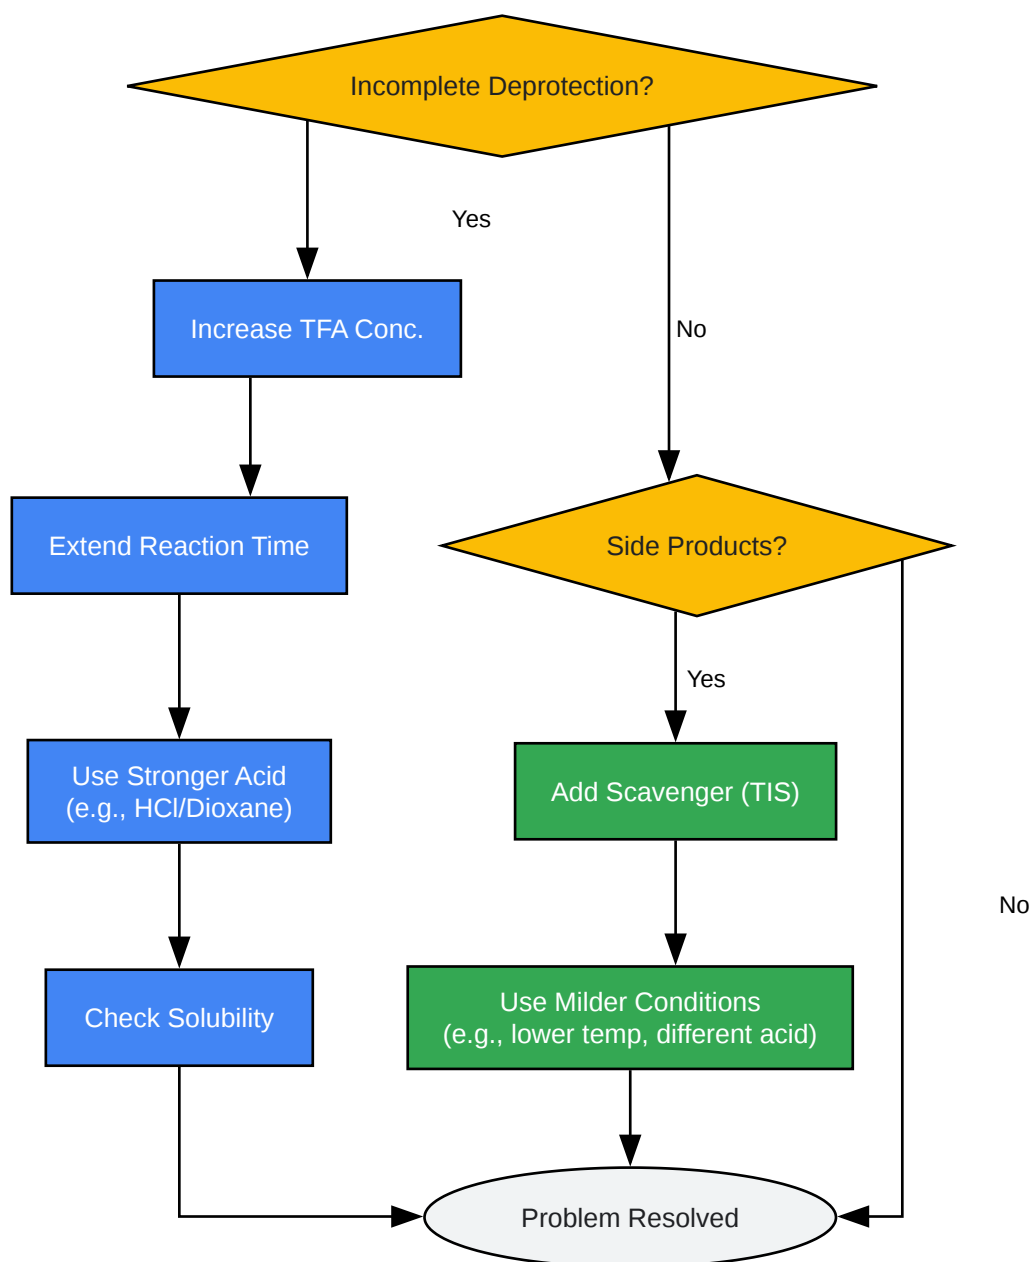 Incomplete Deprotection?
Yes
No
Increase TFA Conc.
Extend Reaction Time
Side Products?
Yes
Use Stronger Acid
(e.g., HCl/Dioxane)
Add Scavenger (TIS)
No
Check Solubility
Use Milder Conditions
(e.g., lower temp, different acid)
Problem Resolved